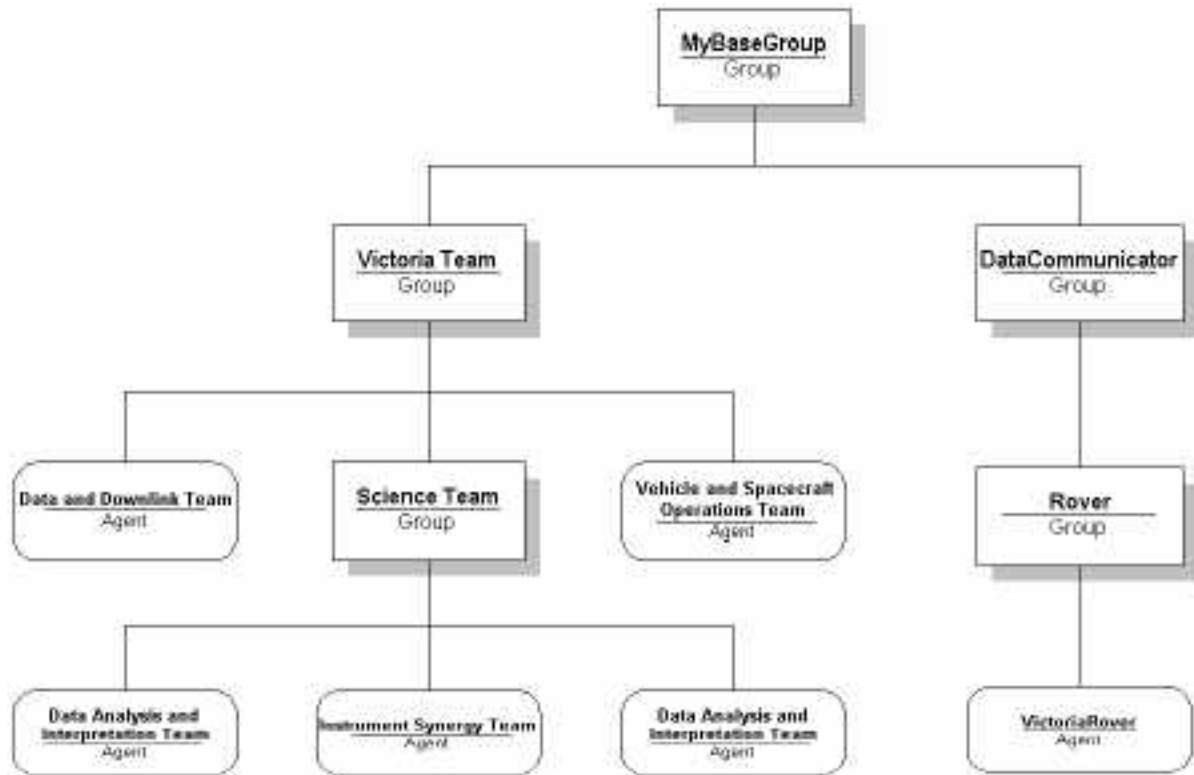 MyBaseGroup
Group
Victoria Team
Group
DataCommunicator
Group
Data and Downlink Team
Agent
Science Team
Group
Vehicle and Spacecraft
Operations Team
Agent
Rover
Group
Data Analysis and
Interpretation Team
Agent
Instrument Synergy Team
Agent
Data Analysis and
Interpretation Team
Agent
VictoriaRover
Agent